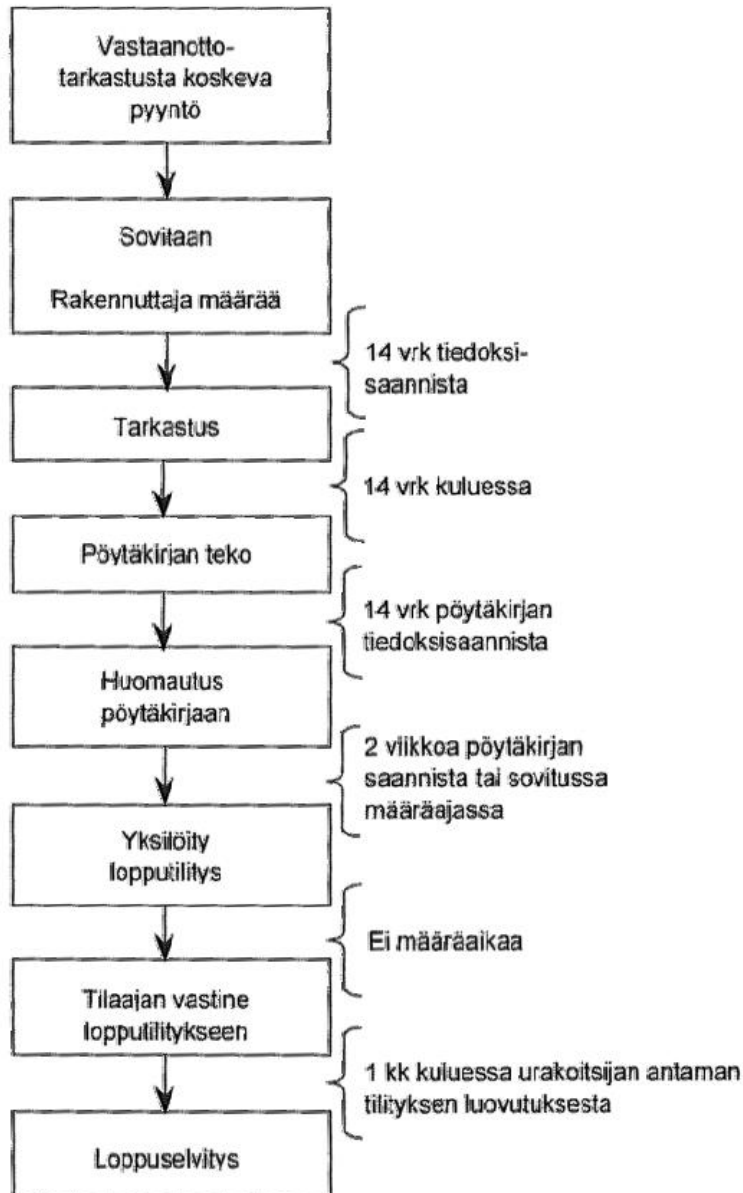 Vastaanotto-
tarkastusta koskeva
pyyntö
Sovitaan
Rakennuttaja määrää
14 vrk tiedoksi-
saannista
Tarkastus
14 vrk kuluessa
Pöytäkirjan teko
14 vrk pöytäkirjan
tiedoksisaannista
Huomautus
pöytäkirjaan
2 viikkoa pöytäkirjan
saannista tai sovitussa
määräajassa
Yksilöity
lopputilitys
Ei määräaikaa
Tilaajan vastine
lopputilitykseen
1 kk kuluessa urakoitsijan antaman
tilityksen luovutuksesta
Loppuselvitys